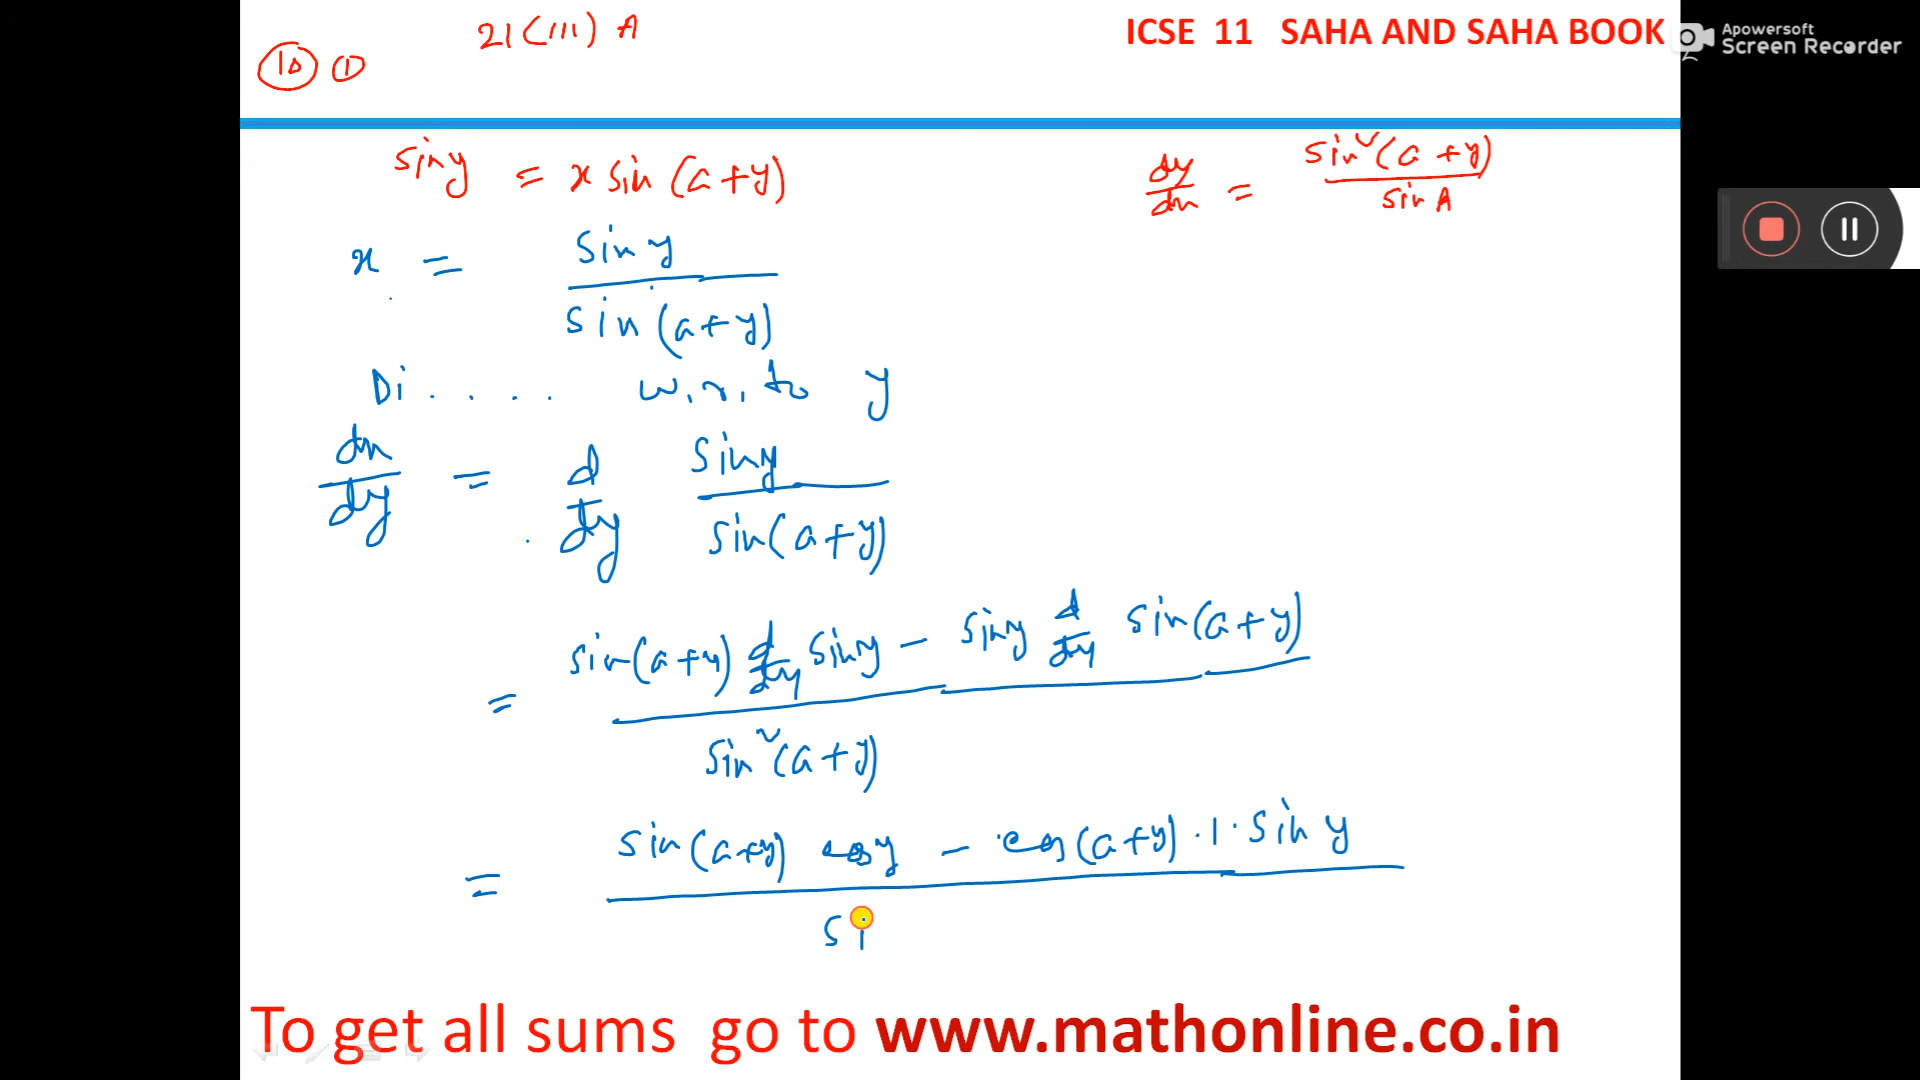 21 (111) A
ICSE 11 SAHA AND SAHA BOOK
Apowersoft
Screen Recorder
10 1
sin y = x sin (a+y)
dy/dx = sin² (a+y) / sin A
x = sin y / sin (a+y)
Di . . . . w.r. to y
dx/dy = d/dy sin y / sin (a+y)
= sin(a+y) d/dy sin y − sin y d/dy sin(a+y) / sin² (a+y)
= sin(a+y) cos y − cos(a+y) · 1 · sin y / si
To get all sums go to www.mathonline.co.in